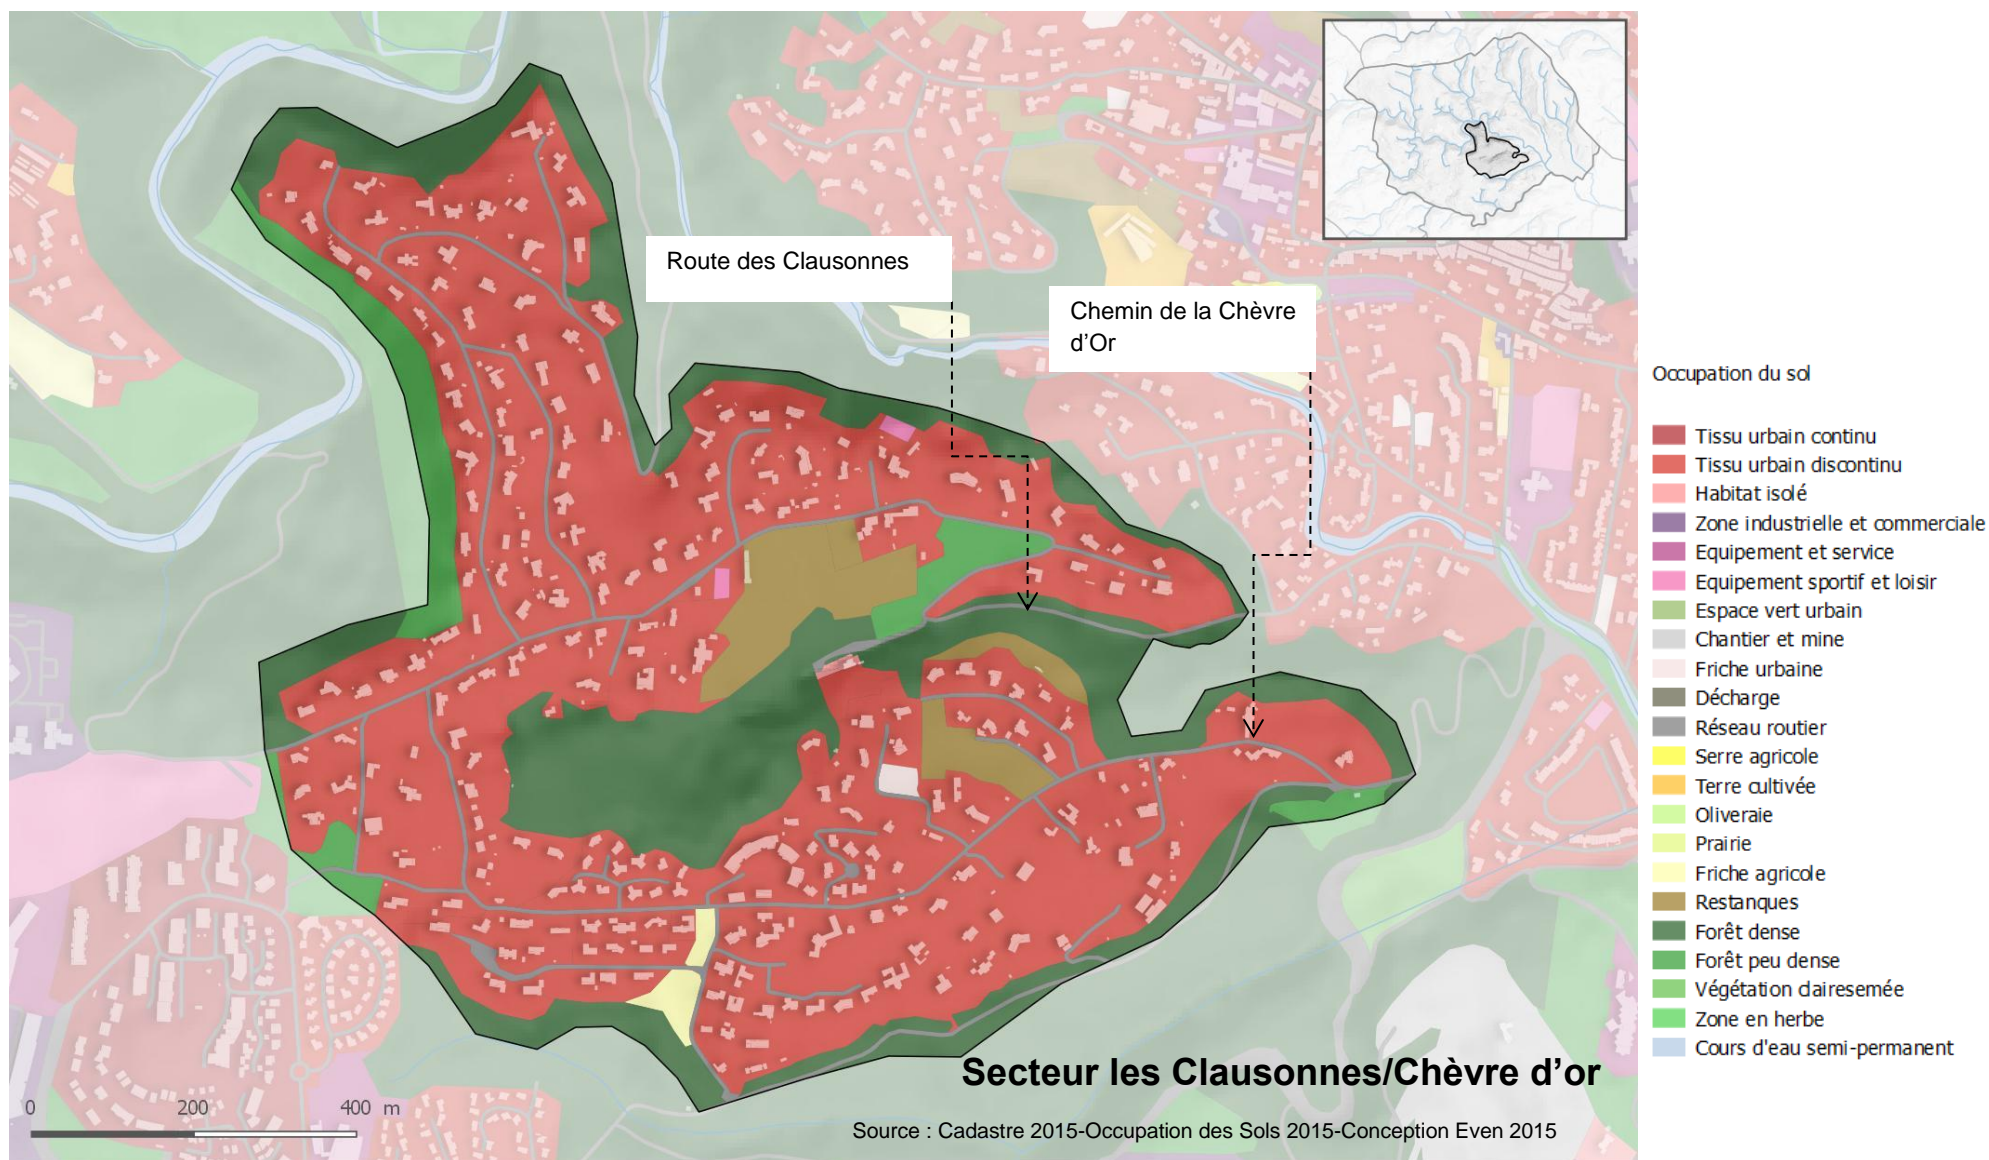 Route des Clausonnes
Chemin de la Chèvre
d’Or
Occupation du sol
Tissu urbain continu
Tissu urbain discontinu
Habitat isolé
Zone industrielle et commerciale
Equipement et service
Equipement sportif et loisir
Espace vert urbain
Chantier et mine
Friche urbaine
Décharge
Réseau routier
Serre agricole
Terre cultivée
Oliveraie
Prairie
Friche agricole
Restanques
Forêt dense
Forêt peu dense
Végétation clairesemée
Zone en herbe
Cours d'eau semi-permanent
Secteur les Clausonnes/Chèvre d’or
0 200 400 m
Source : Cadastre 2015-Occupation des Sols 2015-Conception Even 2015